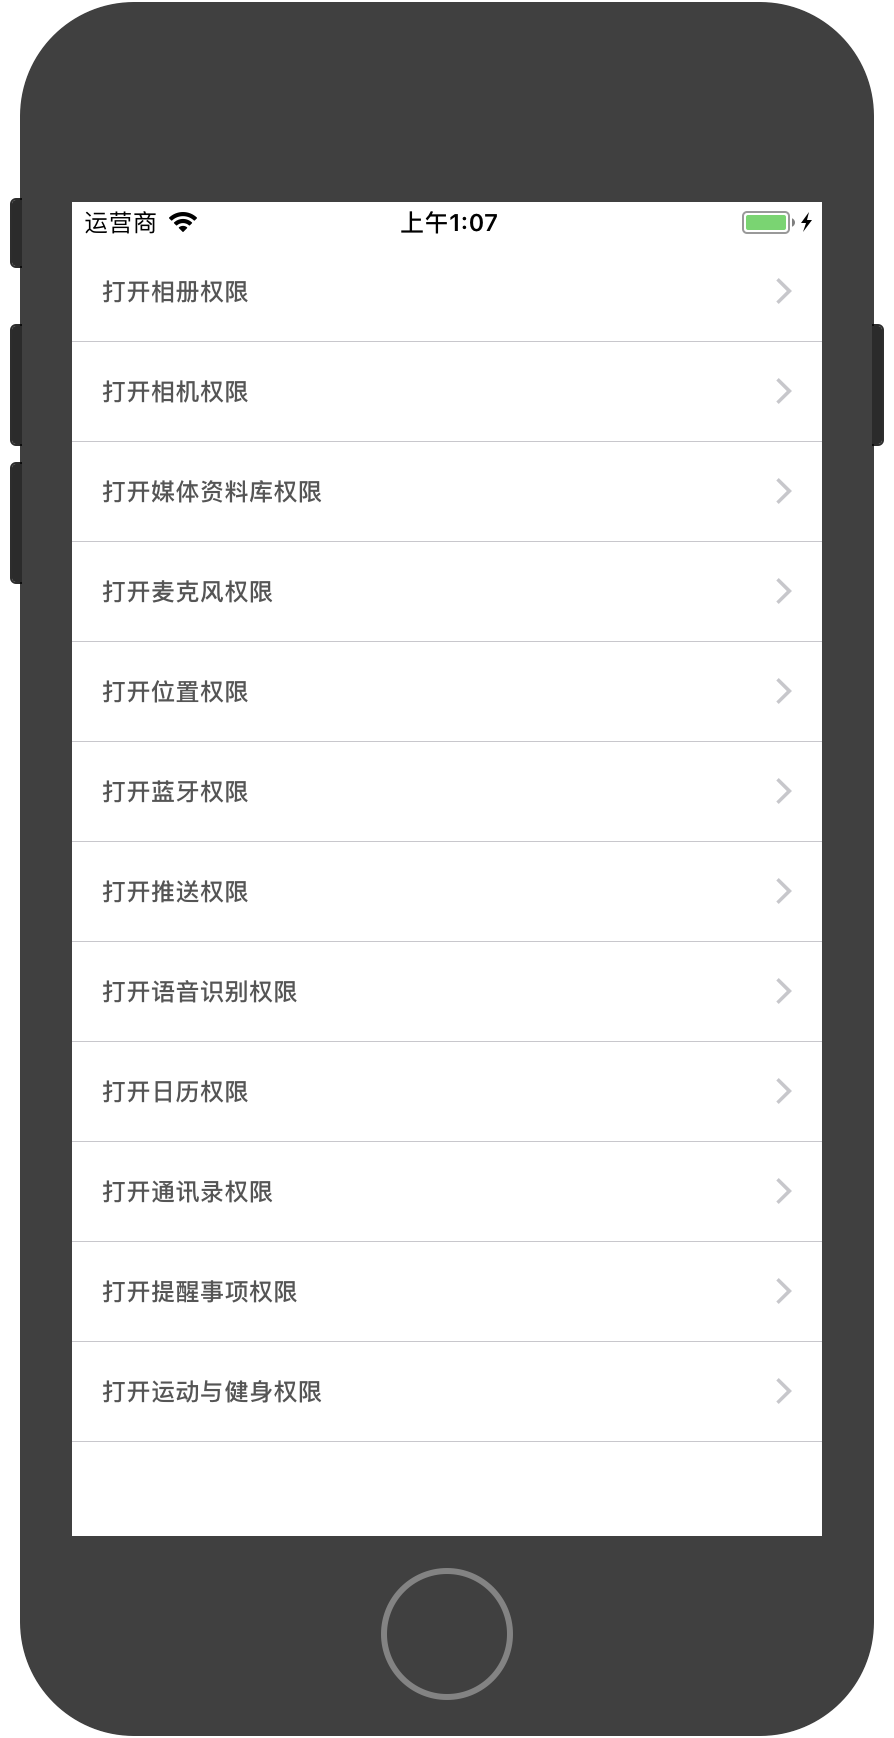 运营商 上午1:07
打开相册权限
打开相机权限
打开媒体资料库权限
打开麦克风权限
打开位置权限
打开蓝牙权限
打开推送权限
打开语音识别权限
打开日历权限
打开通讯录权限
打开提醒事项权限
打开运动与健身权限